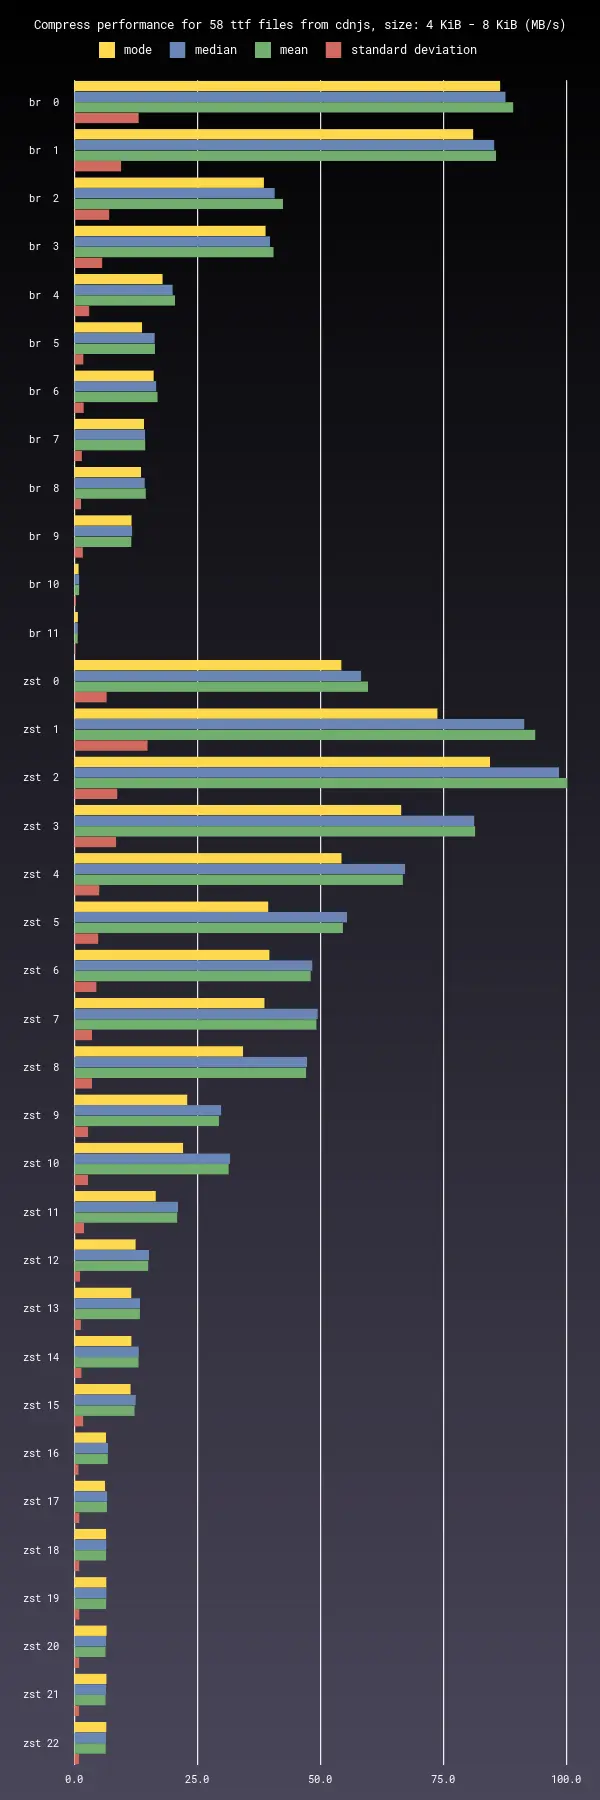 Compress performance for 58 ttf files from cdnjs, size: 4 KiB - 8 KiB (MB/s)
mode median mean standard deviation
br 0
br 1
br 2
br 3
br 4
br 5
br 6
br 7
br 8
br 9
br 10
br 11
zst 0
zst 1
zst 2
zst 3
zst 4
zst 5
zst 6
zst 7
zst 8
zst 9
zst 10
zst 11
zst 12
zst 13
zst 14
zst 15
zst 16
zst 17
zst 18
zst 19
zst 20
zst 21
zst 22
0.0 25.0 50.0 75.0 100.0